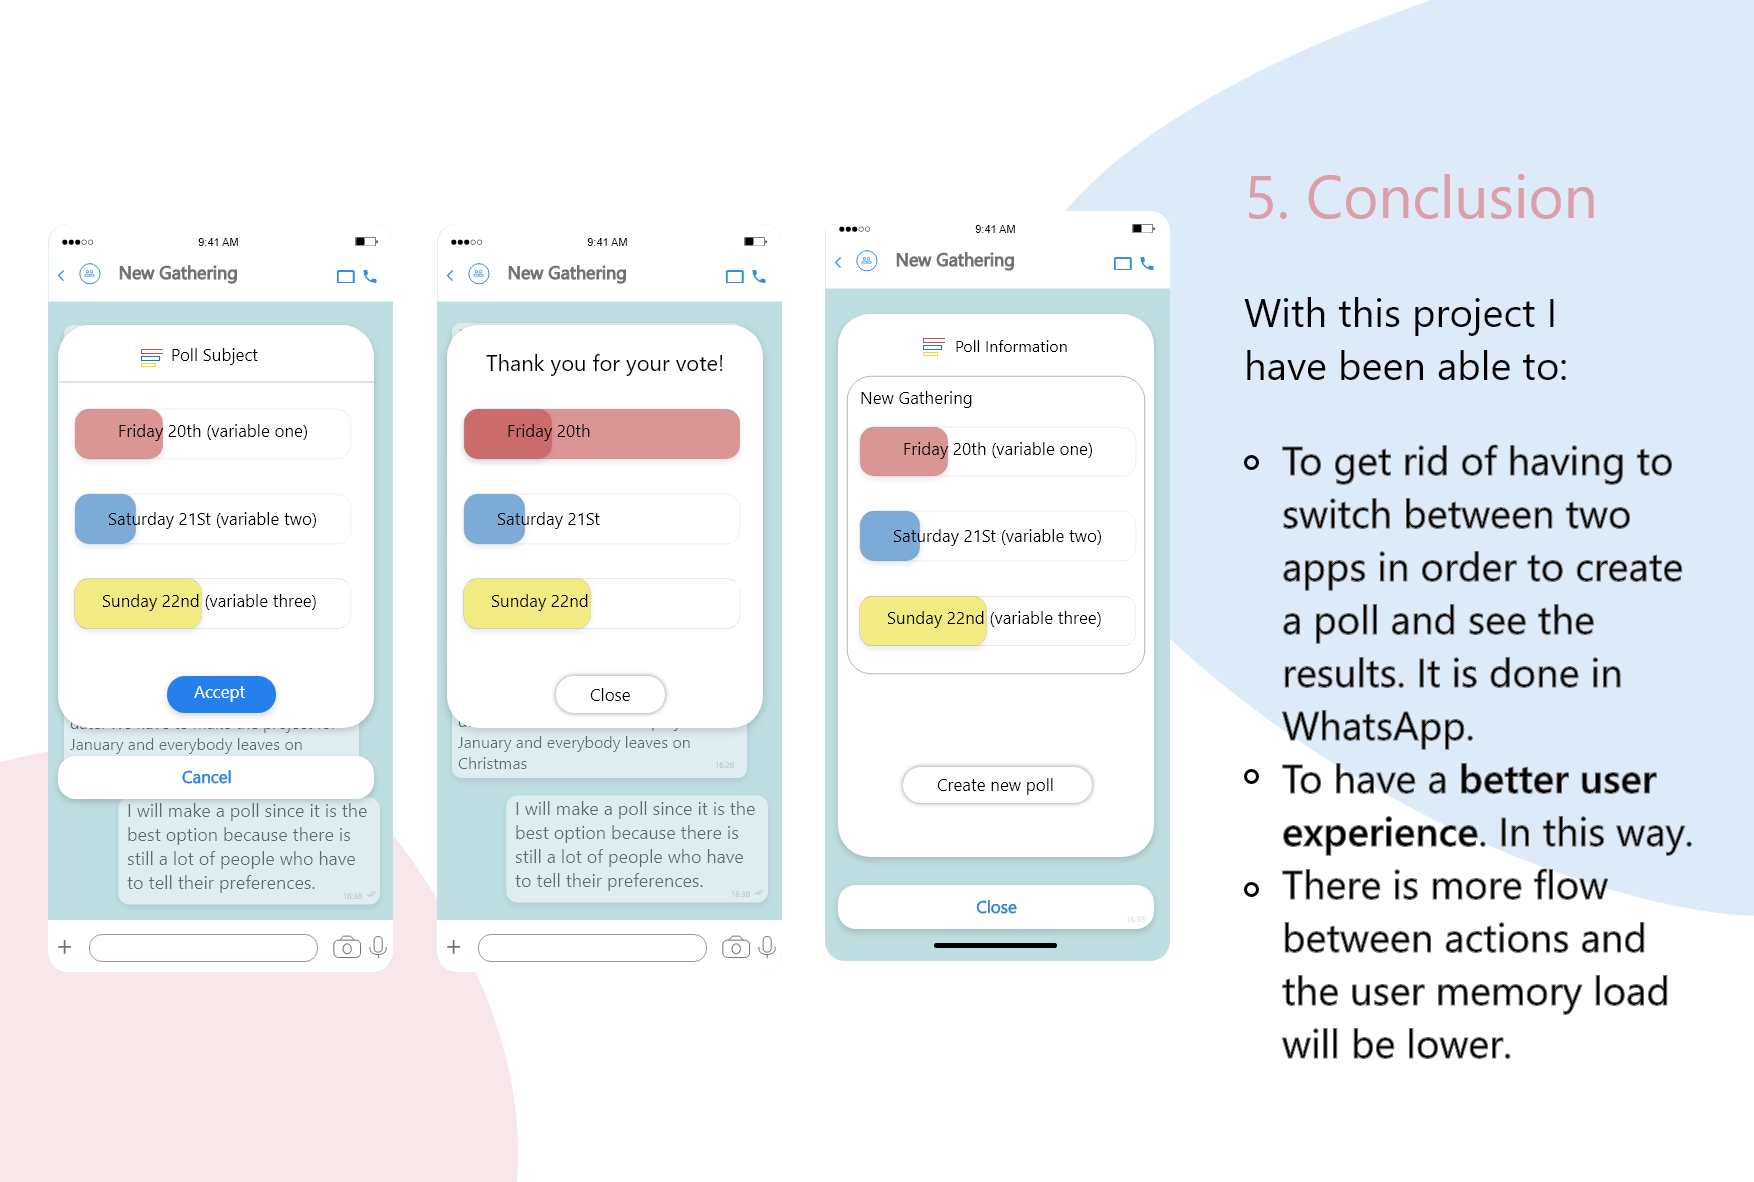 9:41 AM
New Gathering
Poll Subject
Friday 20th (variable one)
Saturday 21St (variable two)
Sunday 22nd (variable three)
Accept
January and everybody leaves on
Cancel
I will make a poll since it is the
best option because there is
still a lot of people who have
to tell their preferences.
16:38
9:41 AM
New Gathering
Thank you for your vote!
Friday 20th
Saturday 21St
Sunday 22nd
Close
January and everybody leaves on
Christmas
16:28
I will make a poll since it is the
best option because there is
still a lot of people who have
to tell their preferences.
16:38
9:41 AM
New Gathering
Poll Information
New Gathering
Friday 20th (variable one)
Saturday 21St (variable two)
Sunday 22nd (variable three)
Create new poll
Close
16:38
5. Conclusion
With this project I
have been able to:
To get rid of having to
switch between two
apps in order to create
a poll and see the
results. It is done in
WhatsApp.
To have a better user
experience. In this way.
There is more flow
between actions and
the user memory load
will be lower.